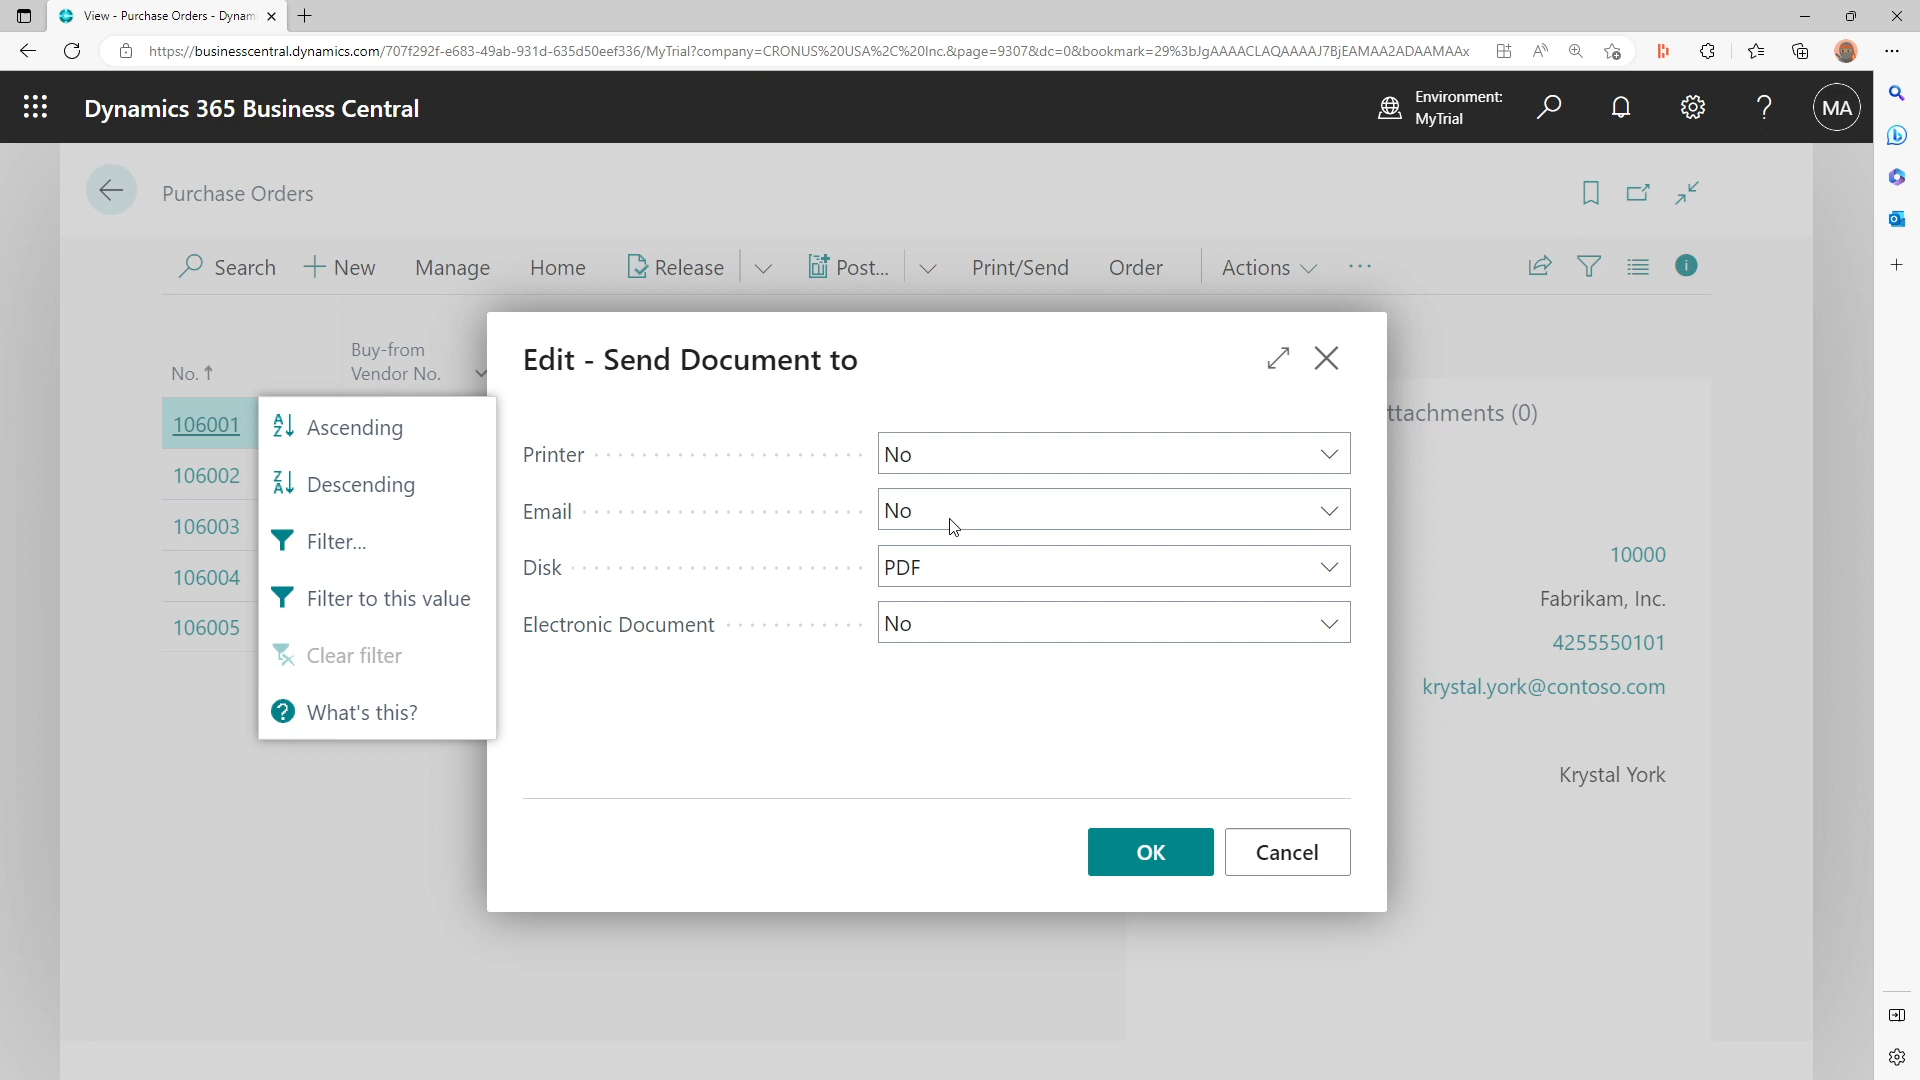 View - Purchase Orders - Dynam
https://businesscentral.dynamics.com/707f292f-e683-49ab-931d-635d50eef336/MyTrial?company=CRONUS%20USA%2C%20Inc.&page=9307&dc=0&bookmark=29%3bJgAAAACLAQAAAAJ7BjEAMAA2ADAAMAAx
Dynamics 365 Business Central
Environment:
MyTrial
MA
Purchase Orders
Search
New
Manage
Home
Release
Post...
Print/Send
Order
Actions
No. ↑
Buy-from
Vendor No.
106001
106002
106003
106004
106005
Ascending
Descending
Filter...
Filter to this value
Clear filter
What's this?
Edit - Send Document to
Printer
No
Email
No
Disk
PDF
Electronic Document
No
OK
Cancel
ttachments (0)
10000
Fabrikam, Inc.
4255550101
krystal.york@contoso.com
Krystal York